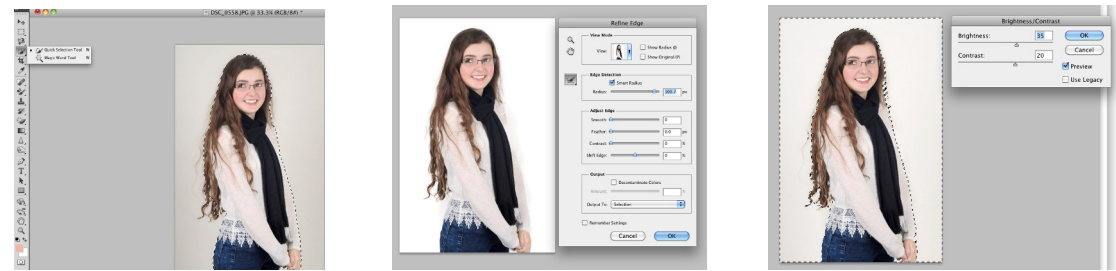 DSC_0558.JPG @ 33.3% (RGB/8#) *
Quick Selection Tool W
Magic Wand Tool W
Refine Edge
View Mode
View:
Show Radius (J)
Show Original (P)
Edge Detection
Smart Radius
Radius: px
Adjust Edge
Smooth: 0
Feather: 0.0 px
Contrast: 0 %
Shift Edge: 0 %
Output
Decontaminate Colors
Amount: %
Output To: Selection
Remember Settings
Cancel OK
Brightness/Contrast
Brightness: 35 OK
Cancel
Contrast: 20
Preview
Use Legacy